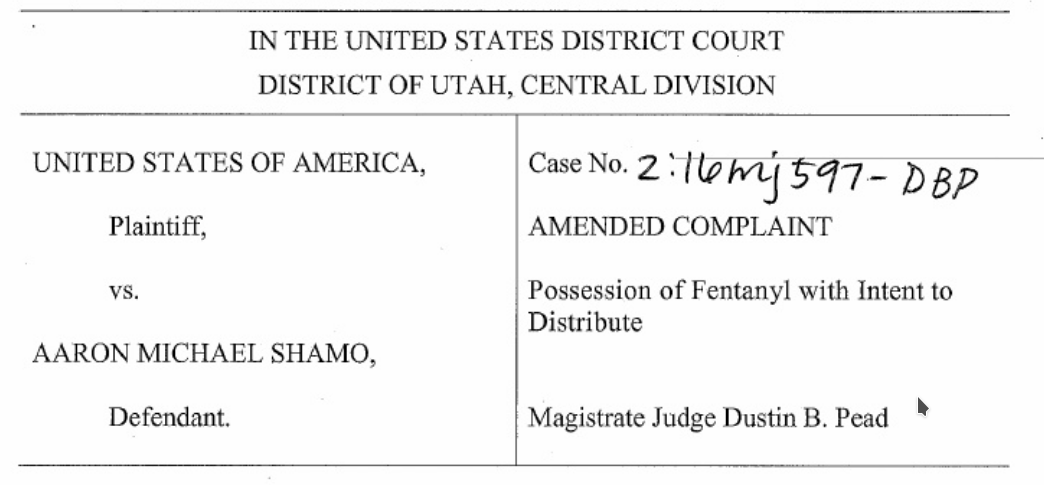 IN THE UNITED STATES DISTRICT COURT
DISTRICT OF UTAH, CENTRAL DIVISION
UNITED STATES OF AMERICA,
Plaintiff,
vs.
AARON MICHAEL SHAMO,
Defendant.
Case No. 2:16mj597-DBP
AMENDED COMPLAINT
Possession of Fentanyl with Intent to
Distribute
Magistrate Judge Dustin B. Pead